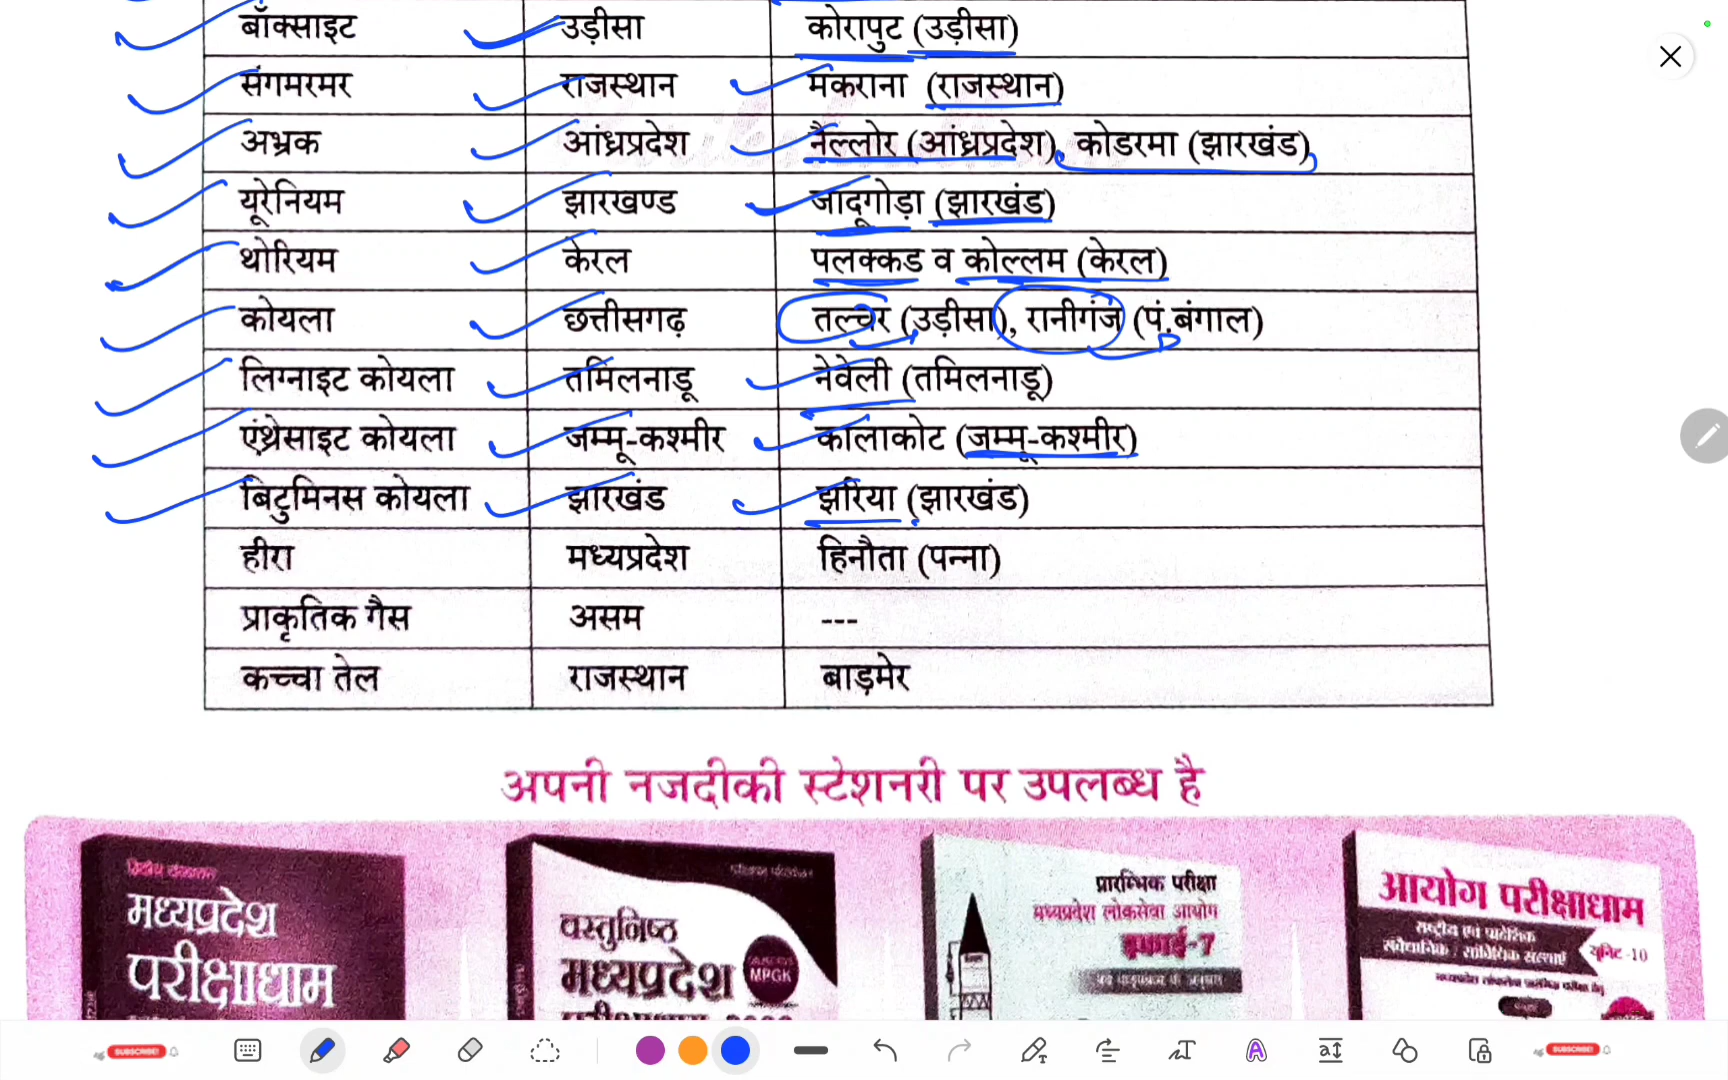 बॉक्साइट उड़ीसा कोरापुट (उड़ीसा)
संगमरमर राजस्थान मकराना (राजस्थान)
अभ्रक आंध्रप्रदेश नैल्लोर (आंध्रप्रदेश), कोडरमा (झारखंड)
यूरेनियम झारखण्ड जादूगोड़ा (झारखंड)
थोरियम केरल पलक्कड व कोल्लम (केरल)
कोयला छत्तीसगढ़ तल्चर (उड़ीसा), रानीगंज (पं.बंगाल)
लिग्नाइट कोयला तमिलनाडू नेवेली (तमिलनाडू)
एंथ्रेसाइट कोयला जम्मू-कश्मीर कालाकोट (जम्मू-कश्मीर)
बिटुमिनस कोयला झारखंड झरिया (झारखंड)
हीरा मध्यप्रदेश हिनौता (पन्ना)
प्राकृतिक गैस असम ---
कच्चा तेल राजस्थान बाड़मेर
अपनी नजदीकी स्टेशनरी पर उपलब्ध है
मध्यप्रदेश
परीक्षाधाम
वस्तुनिष्ठ
मध्यप्रदेश
MPGK
प्रारम्भिक परीक्षा
मध्यप्रदेश लोकसेवा आयोग
इकाई-7
आयोग परीक्षाधाम
राष्ट्रीय एवं प्रादेशिक
संवैधानिक / सांविधिक संस्थाएं
यूनिट-10
SUBSCRIBE!
SUBSCRIBE!